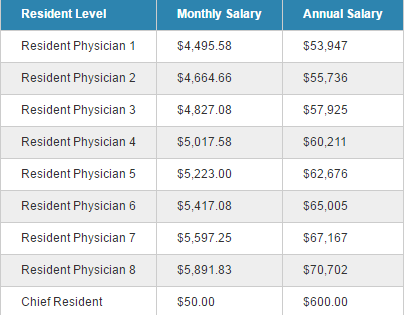 Resident Level Monthly Salary Annual Salary
Resident Physician 1 $4,495.58 $53,947
Resident Physician 2 $4,664.66 $55,736
Resident Physician 3 $4,827.08 $57,925
Resident Physician 4 $5,017.58 $60,211
Resident Physician 5 $5,223.00 $62,676
Resident Physician 6 $5,417.08 $65,005
Resident Physician 7 $5,597.25 $67,167
Resident Physician 8 $5,891.83 $70,702
Chief Resident $50.00 $600.00